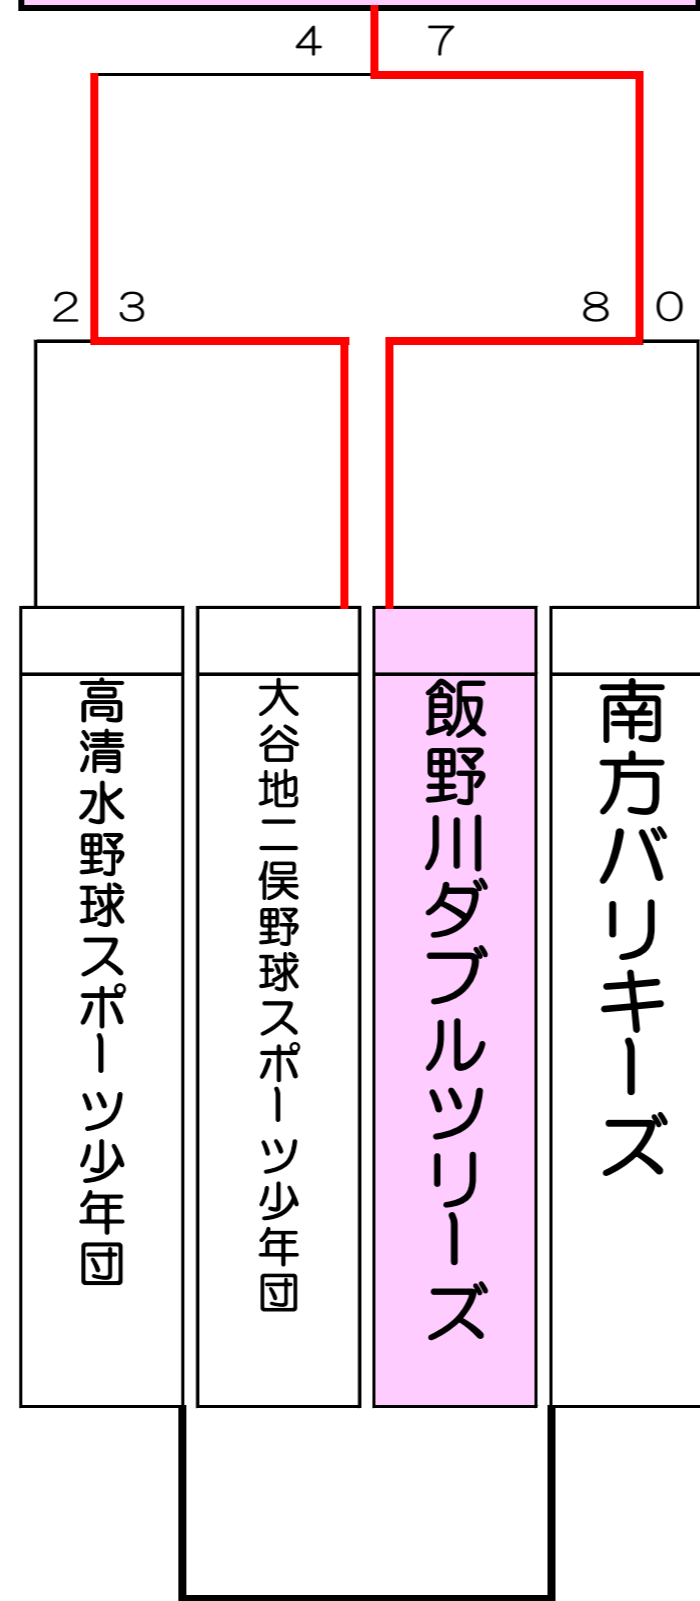 4 7
2 3 8 0
高清水野球スポーツ少年団
大谷地二俣野球スポーツ少年団
飯野川ダブルツリーズ
南方バリキーズ